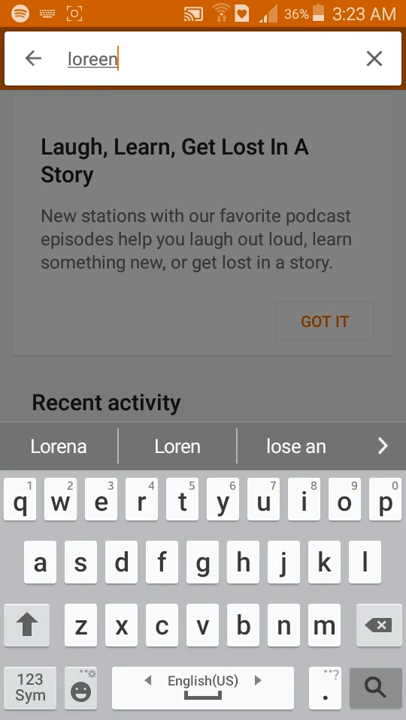 36% 3:23 AM
loreen
Laugh, Learn, Get Lost In A
Story
New stations with our favorite podcast
episodes help you laugh out loud, learn
something new, or get lost in a story.
GOT IT
Recent activity
Lorena Loren lose an
1 2 3 4 5 6 7 8 9 0
q w e r t y u i o p
a s d f g h j k l
z x c v b n m
123
Sym
English(US)
. ,,?